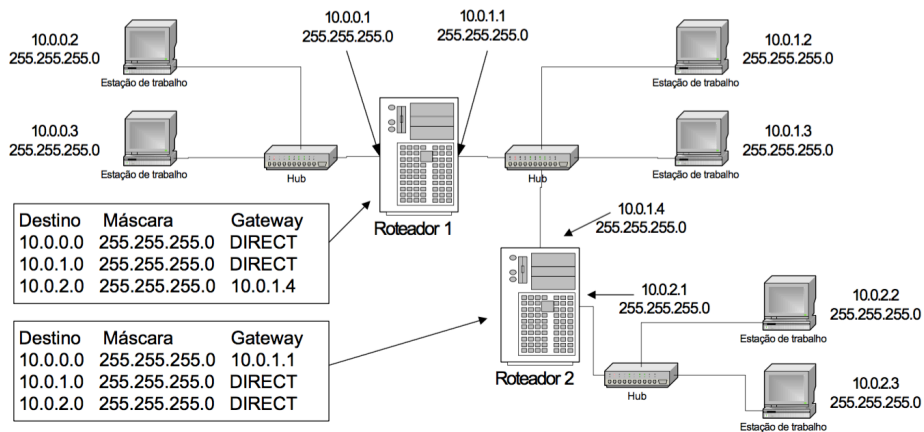 10.0.0.2
255.255.255.0
Estação de trabalho
10.0.0.3
255.255.255.0
Estação de trabalho
Hub
10.0.0.1
255.255.255.0
10.0.1.1
255.255.255.0
Roteador 1
Hub
10.0.1.2
255.255.255.0
Estação de trabalho
10.0.1.3
255.255.255.0
Estação de trabalho
Destino Máscara Gateway
10.0.0.0 255.255.255.0 DIRECT
10.0.1.0 255.255.255.0 DIRECT
10.0.2.0 255.255.255.0 10.0.1.4
10.0.1.4
255.255.255.0
Destino Máscara Gateway
10.0.0.0 255.255.255.0 10.0.1.1
10.0.1.0 255.255.255.0 DIRECT
10.0.2.0 255.255.255.0 DIRECT
Roteador 2
10.0.2.1
255.255.255.0
Hub
10.0.2.2
255.255.255.0
Estação de trabalho
10.0.2.3
255.255.255.0
Estação de trabalho